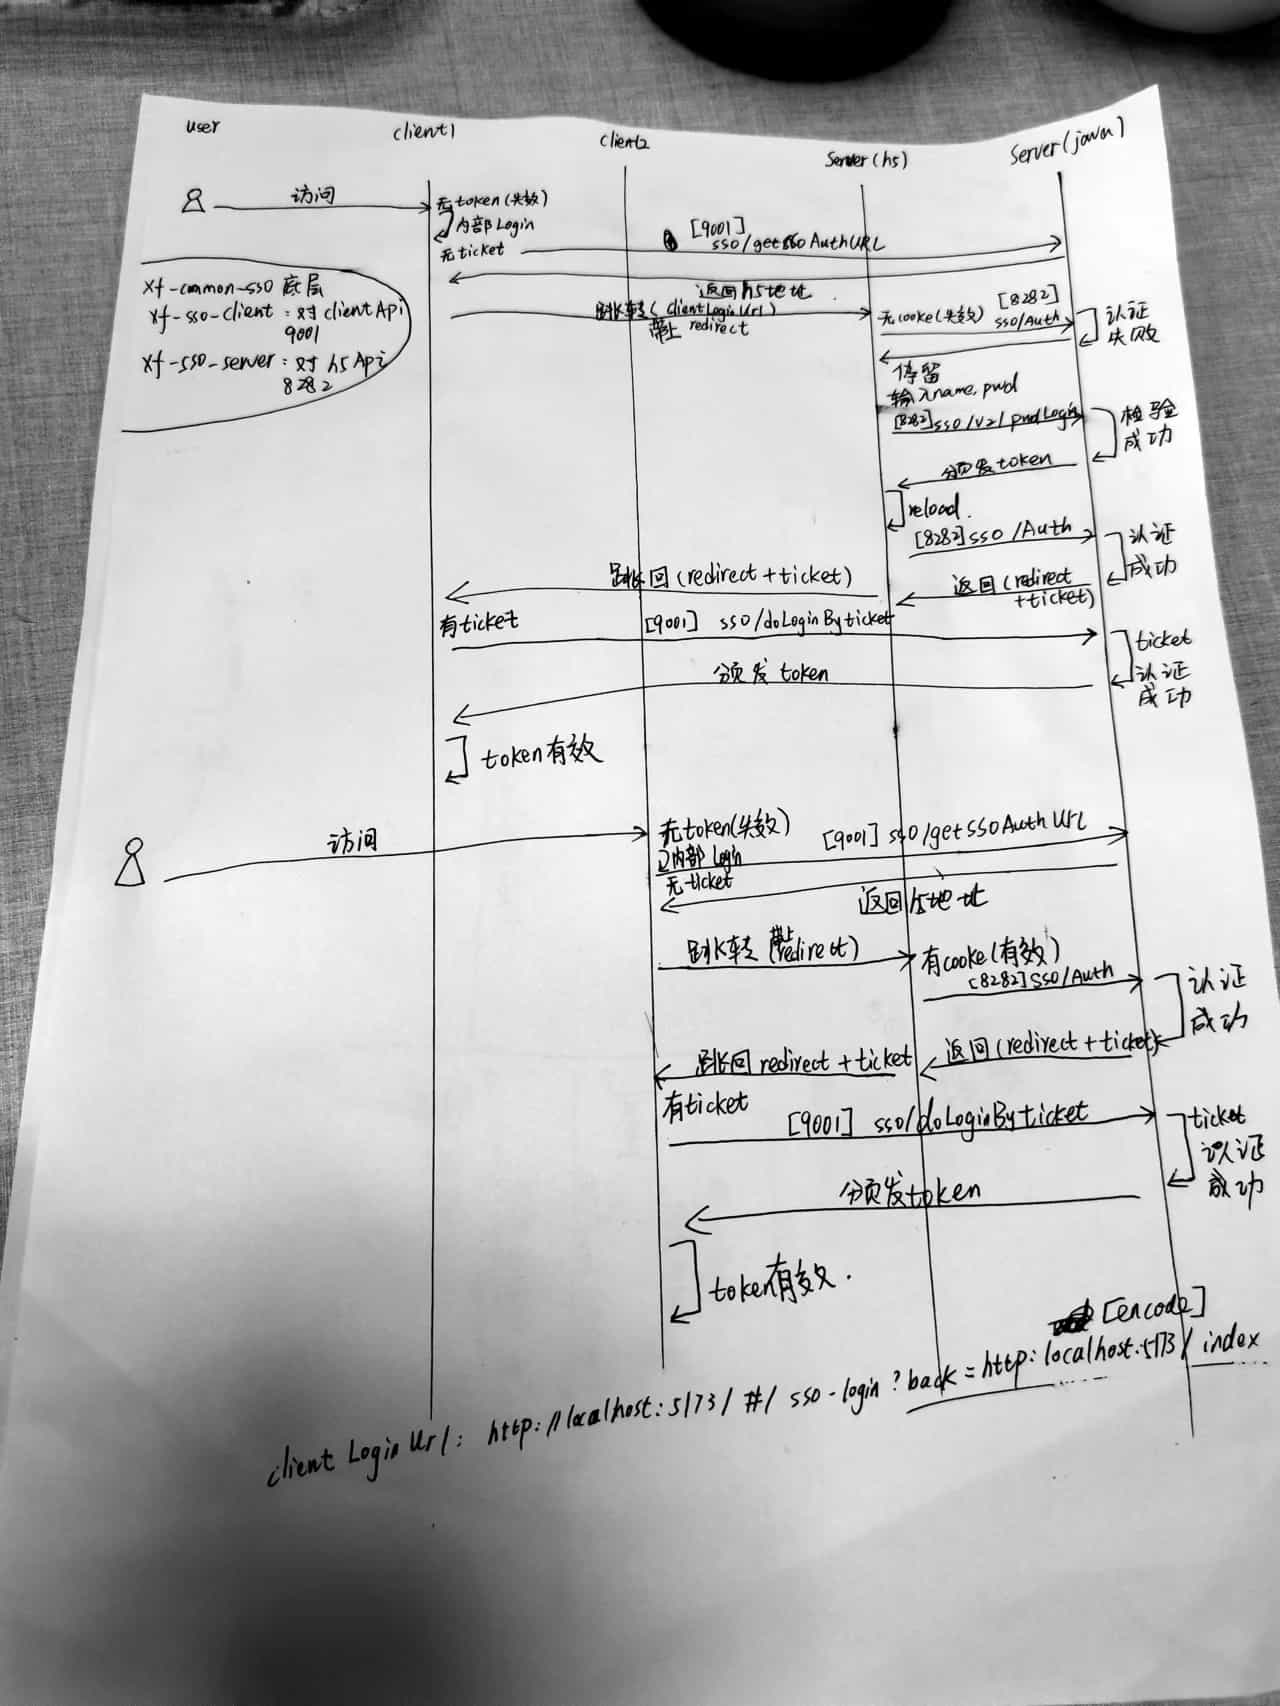 user
client1
client2
Server(h5)
Server(java)
访问
无token(失效)
内部Login
无ticket
[9001]
sso/getssoAuthURL
返回h5地址
xf-common-sso 底层
xf-sso-client:对clientApi
9001
xf-sso-server:对h5Api
8282
跳转(clientLoginUrl)
带上 redirect
无cooke(失效)
[8282]
sso/Auth
认证
失败
停留
输入name,pwd
[8282]sso/v2/pwdLogin
检验
成功
颁发token
reload.
[8282]sso/Auth
认证
成功
返回(redirect
+ticket)
跳回(redirect+ticket)
有ticket
[9001] sso/doLoginByticket
ticket
认证
成功
颁发token
token有效
访问
无token(失效)
内部login
无ticket
[9001]sso/getSSOAuthUrl
返回h5地址
跳转(带上redirect)
有cooke(有效)
[8282]sso/Auth
认证
成功
返回(redirect+ticket)
跳回redirect+ticket
有ticket
[9001] sso/doLoginByticket
ticket
认证
成功
颁发token
token有效.
[encode]
client Login Url: http://localhost:5173/#/sso-login?back=http:localhost:5173/index